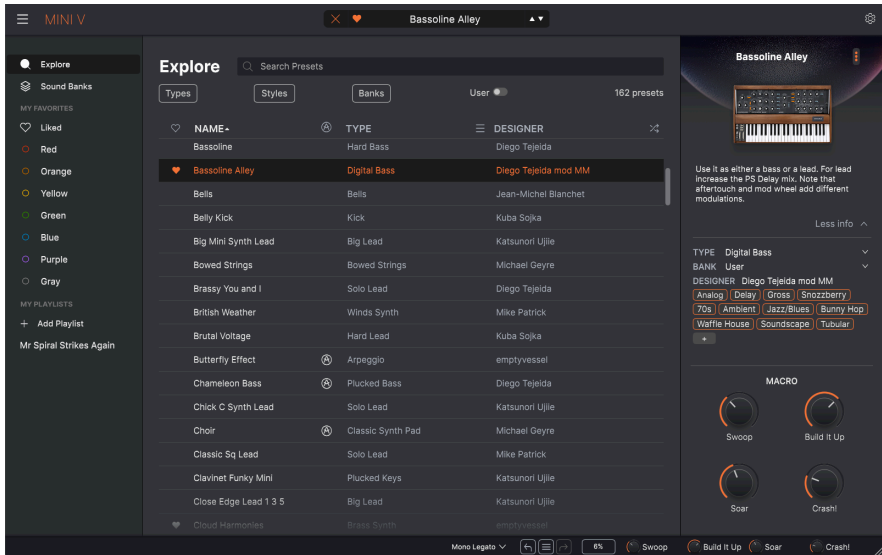 MINI V
Bassoline Alley
Explore
Sound Banks
MY FAVORITES
Liked
Red
Orange
Yellow
Green
Blue
Purple
Gray
MY PLAYLISTS
+ Add Playlist
Mr Spiral Strikes Again
Explore
Search Presets
Types Styles Banks User 162 presets
NAME TYPE DESIGNER
Bassoline Hard Bass Diego Tejeida
Bassoline Alley Digital Bass Diego Tejeida mod MM
Bells Bells Jean-Michel Blanchet
Belly Kick Kick Kuba Sojka
Big Mini Synth Lead Big Lead Katsunori Ujiie
Bowed Strings Bowed Strings Michael Geyre
Brassy You and I Solo Lead Diego Tejeida
British Weather Winds Synth Mike Patrick
Brutal Voltage Hard Lead Kuba Sojka
Butterfly Effect Arpeggio emptyvessel
Chameleon Bass Plucked Bass Diego Tejeida
Chick C Synth Lead Solo Lead Katsunori Ujiie
Choir Classic Synth Pad Michael Geyre
Classic Sq Lead Solo Lead Mike Patrick
Clavinet Funky Mini Plucked Keys Katsunori Ujiie
Close Edge Lead 1 3 5 Big Lead Katsunori Ujiie
Cloud Harmonies Brass Synth emptyvessel
Bassoline Alley
Use it as either a bass or a lead. For lead
increase the PS Delay mix. Note that
aftertouch and mod wheel add different
modulations.
Less info
TYPE Digital Bass
BANK User
DESIGNER Diego Tejeida mod MM
Analog Delay Gross Snozzberry
70s Ambient Jazz/Blues Bunny Hop
Waffle House Soundscape Tubular
+
MACRO
Swoop Build It Up
Soar Crash!
Mono Legato 6% Swoop Build It Up Soar Crash!